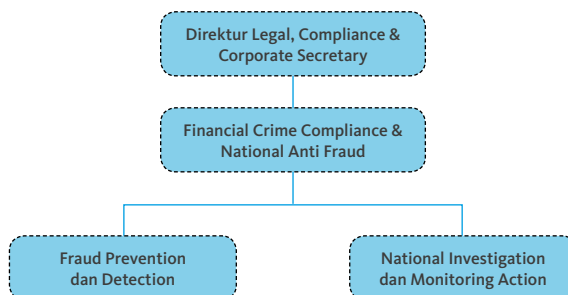 Direktur Legal, Compliance &
Corporate Secretary
Financial Crime Compliance &
National Anti Fraud
Fraud Prevention
dan Detection
National Investigation
dan Monitoring Action